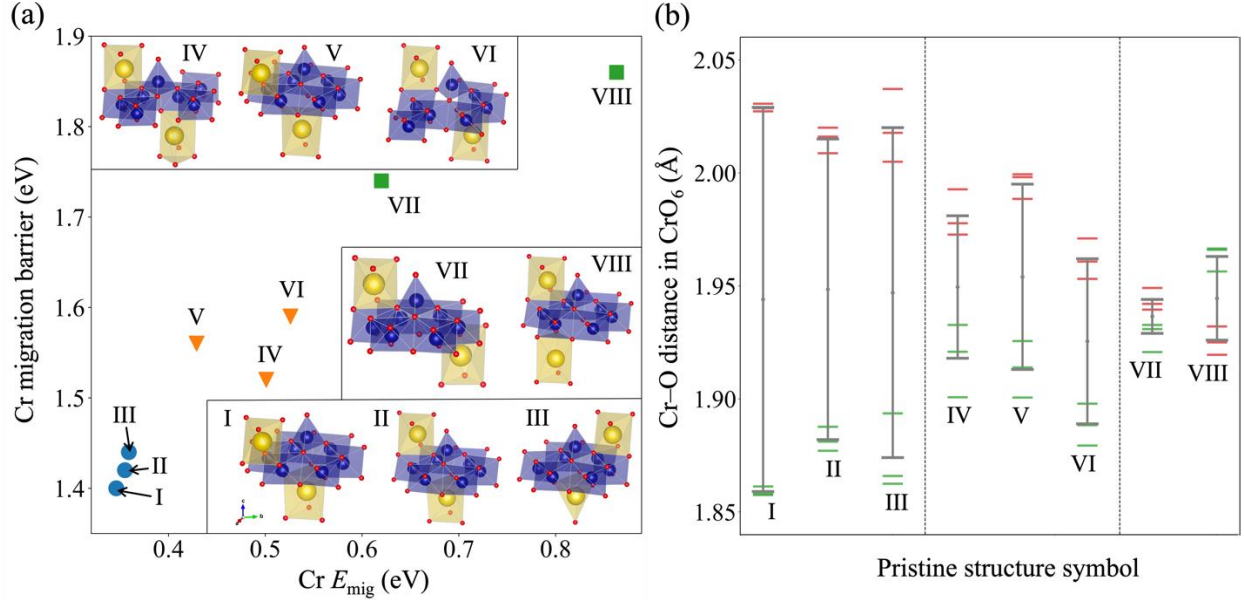 (a)
1.9
1.8
1.7
1.6
1.5
1.4
Cr migration barrier (eV)
IV V VI
VIII
VII
VII VIII
V
VI
IV
III
II
I
I II III
c
b
0.4 0.5 0.6 0.7 0.8
Cr Emig (eV)
(b)
2.05
2.00
1.95
1.90
1.85
Cr–O distance in CrO6 (Å)
I
II
III
IV
V
VI
VII
VIII
Pristine structure symbol